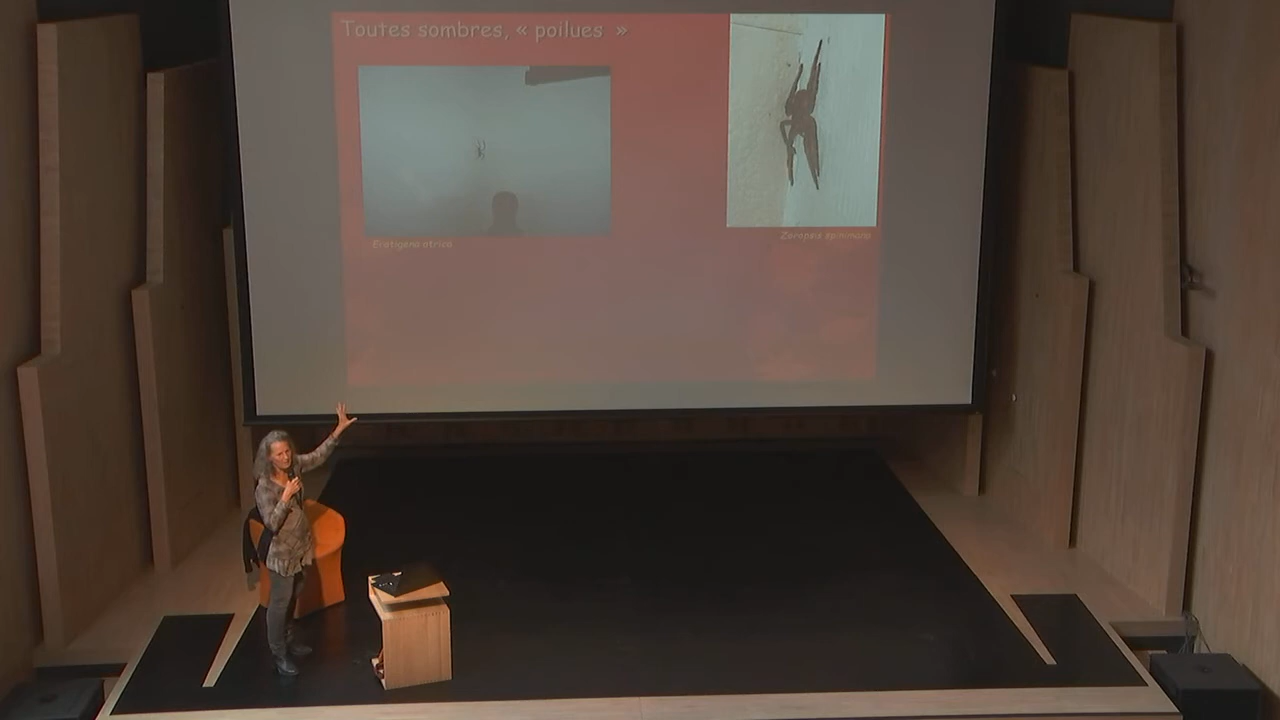 Toutes sombres, « poilues »
Eratigena atrica
Zoropsis spinimana